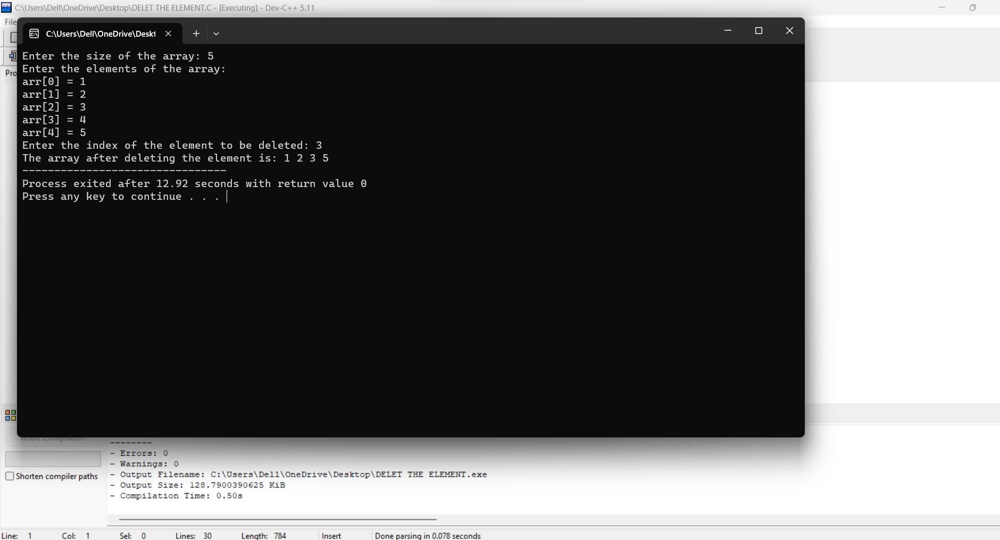 C:\Users\Dell\OneDrive\Desktop\DELET THE ELEMENT.C - [Executing] - Dev-C++ 5.11
File
C:\Users\Dell\OneDrive\Deskt
Enter the size of the array: 5
Enter the elements of the array:
Pro
arr[0] = 1
arr[1] = 2
arr[2] = 3
arr[3] = 4
arr[4] = 5
Enter the index of the element to be deleted: 3
The array after deleting the element is: 1 2 3 5
--------------------------------
Process exited after 12.92 seconds with return value 0
Press any key to continue . . .
Abort Compilation
--------
- Errors: 0
- Warnings: 0
Shorten compiler paths
- Output Filename: C:\Users\Dell\OneDrive\Desktop\DELET THE ELEMENT.exe
- Output Size: 128.7900390625 KiB
- Compilation Time: 0.50s
Line: 1 Col: 1 Sel: 0 Lines: 30 Length: 784 Insert Done parsing in 0.078 seconds